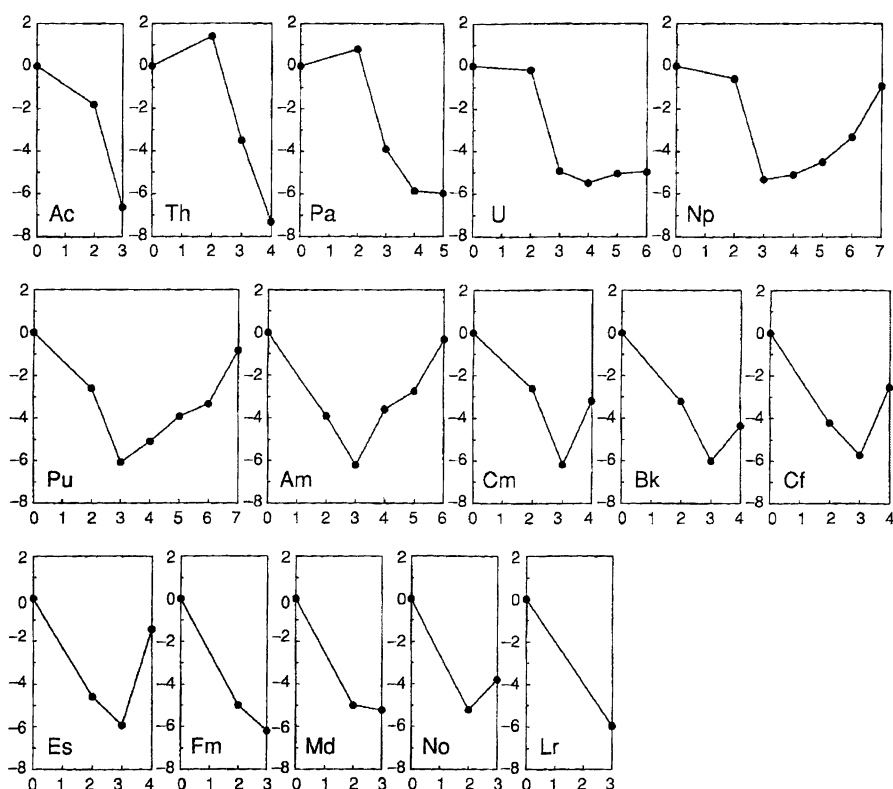 2 2 2 2 2
0 0 0 0 0
−2 −2 −2 −2 −2
−4 −4 −4 −4 −4
−6 −6 −6 −6 −6
Ac Th Pa U Np
−8 −8 −8 −8 −8
0 1 2 3 0 1 2 3 4 0 1 2 3 4 5 0 1 2 3 4 5 6 0 1 2 3 4 5 6 7
2 2 2 2 2
0 0 0 0 0
−2 −2 −2 −2 −2
−4 −4 −4 −4 −4
−6 −6 −6 −6 −6
Pu Am Cm Bk Cf
−8 −8 −8 −8 −8
0 1 2 3 4 5 6 7 0 1 2 3 4 5 6 0 1 2 3 4 0 1 2 3 4 0 1 2 3 4
2 2 2 2 2
0 0 0 0 0
−2 −2 −2 −2 −2
−4 −4 −4 −4 −4
−6 −6 −6 −6 −6
Es Fm Md No Lr
−8 −8 −8 −8 −8
0 1 2 3 4 0 1 2 3 0 1 2 3 0 1 2 3 0 1 2 3